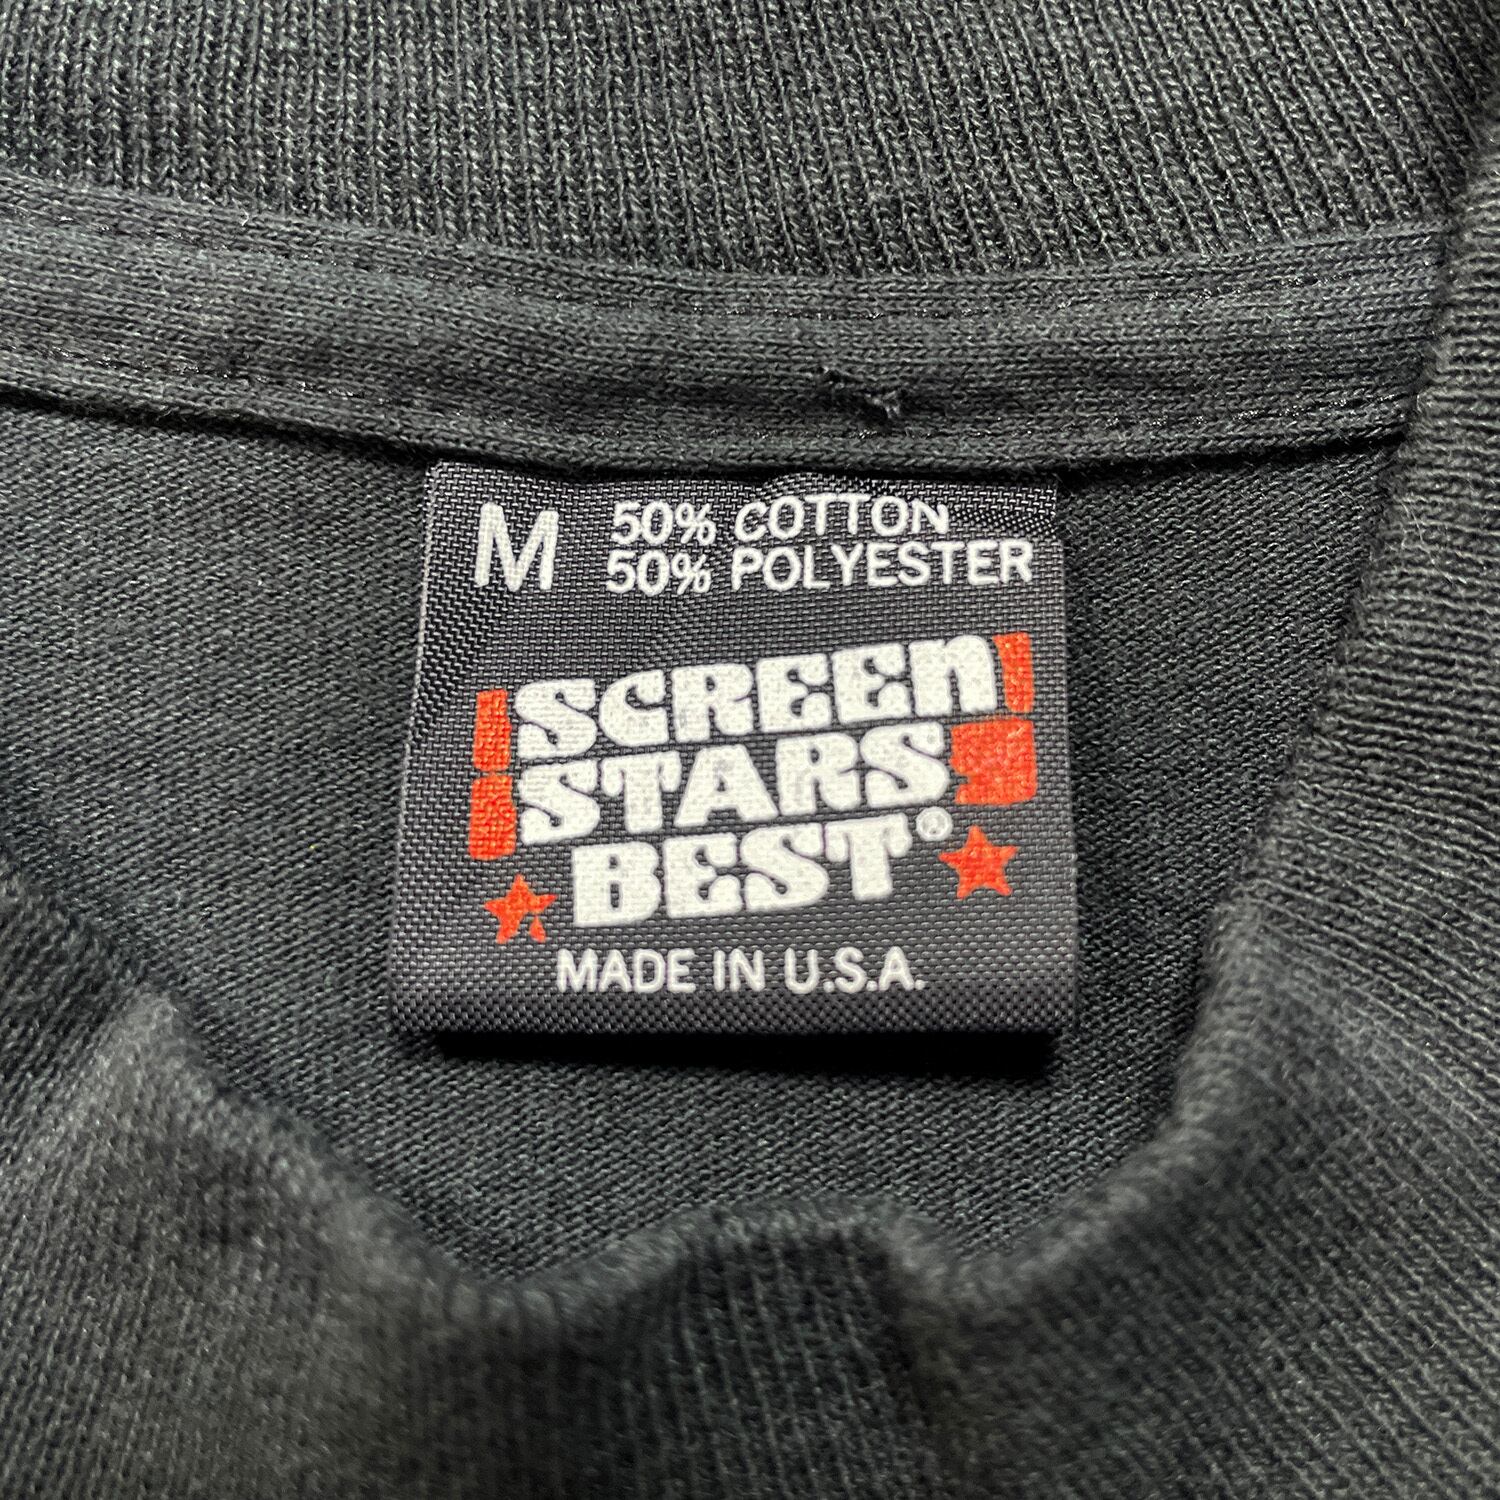 M 50% COTTON
50% POLYESTER
SCREEN
STARS
BEST®
MADE IN U.S.A.